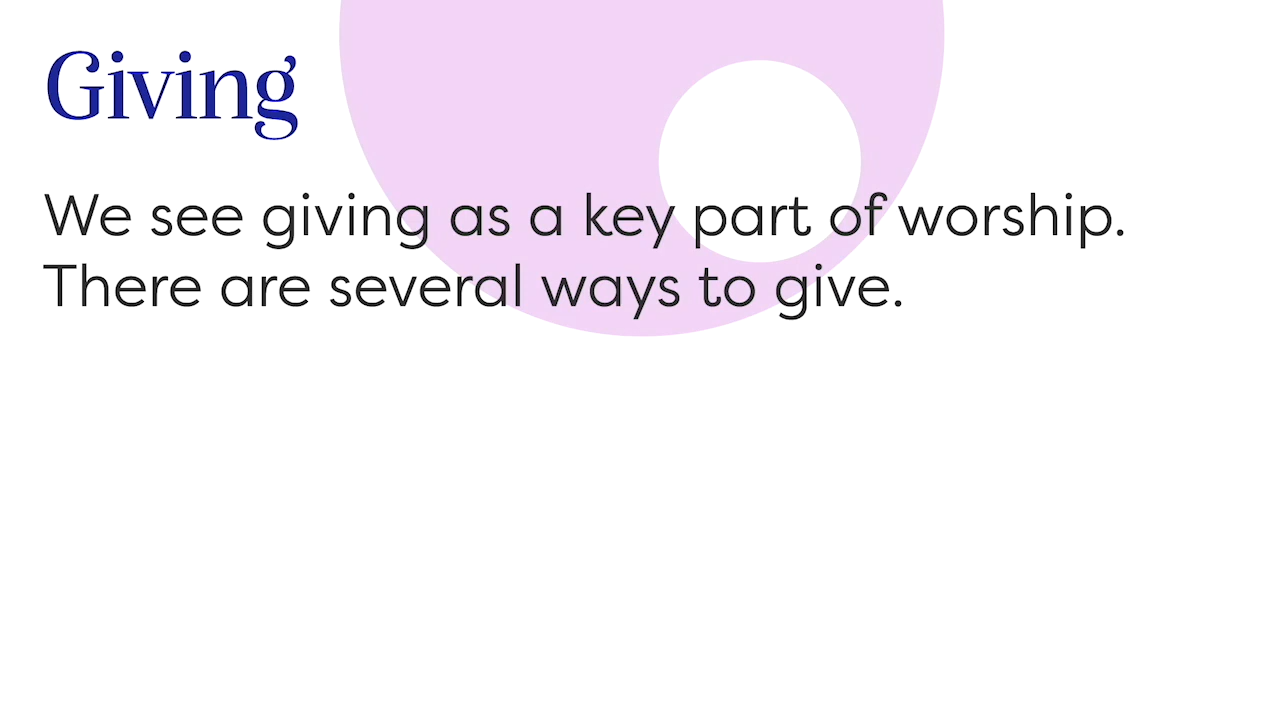 Giving
We see giving as a key part of worship.
There are several ways to give.